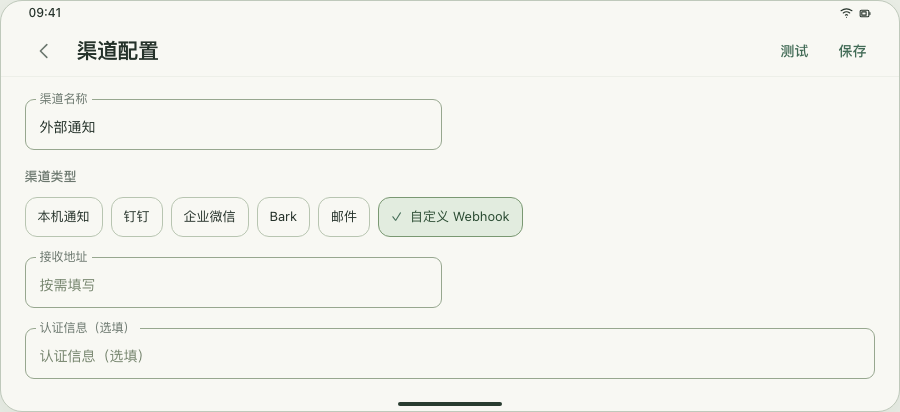 09:41
渠道配置
测试
保存
渠道名称
外部通知
渠道类型
本机通知
钉钉
企业微信
Bark
邮件
✓ 自定义 Webhook
接收地址
按需填写
认证信息（选填）
认证信息（选填）